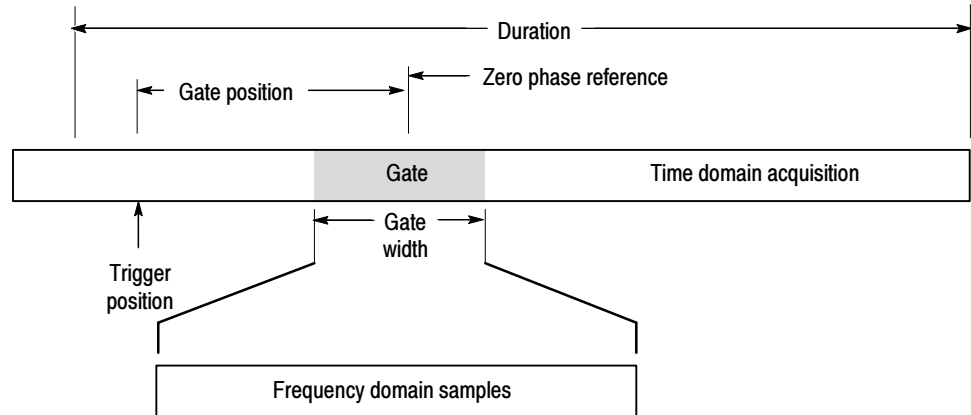 Duration
Zero phase reference
Gate position
Gate
Time domain acquisition
Gate
width
Trigger
position
Frequency domain samples